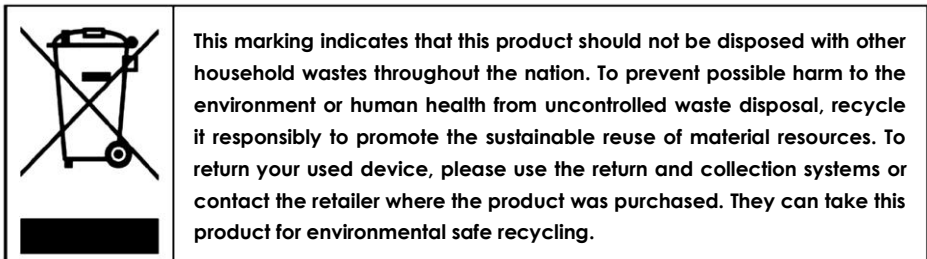 This marking indicates that this product should not be disposed with other
household wastes throughout the nation. To prevent possible harm to the
environment or human health from uncontrolled waste disposal, recycle
it responsibly to promote the sustainable reuse of material resources. To
return your used device, please use the return and collection systems or
contact the retailer where the product was purchased. They can take this
product for environmental safe recycling.